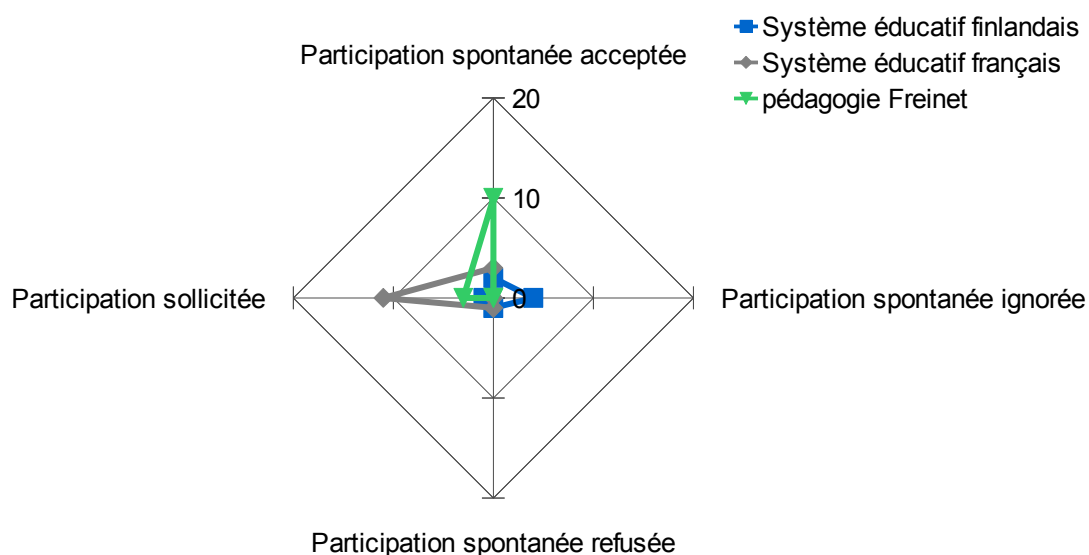 Système éducatif finlandais
Système éducatif français
pédagogie Freinet
Participation spontanée acceptée
20
10
Participation sollicitée
0
Participation spontanée ignorée
Participation spontanée refusée